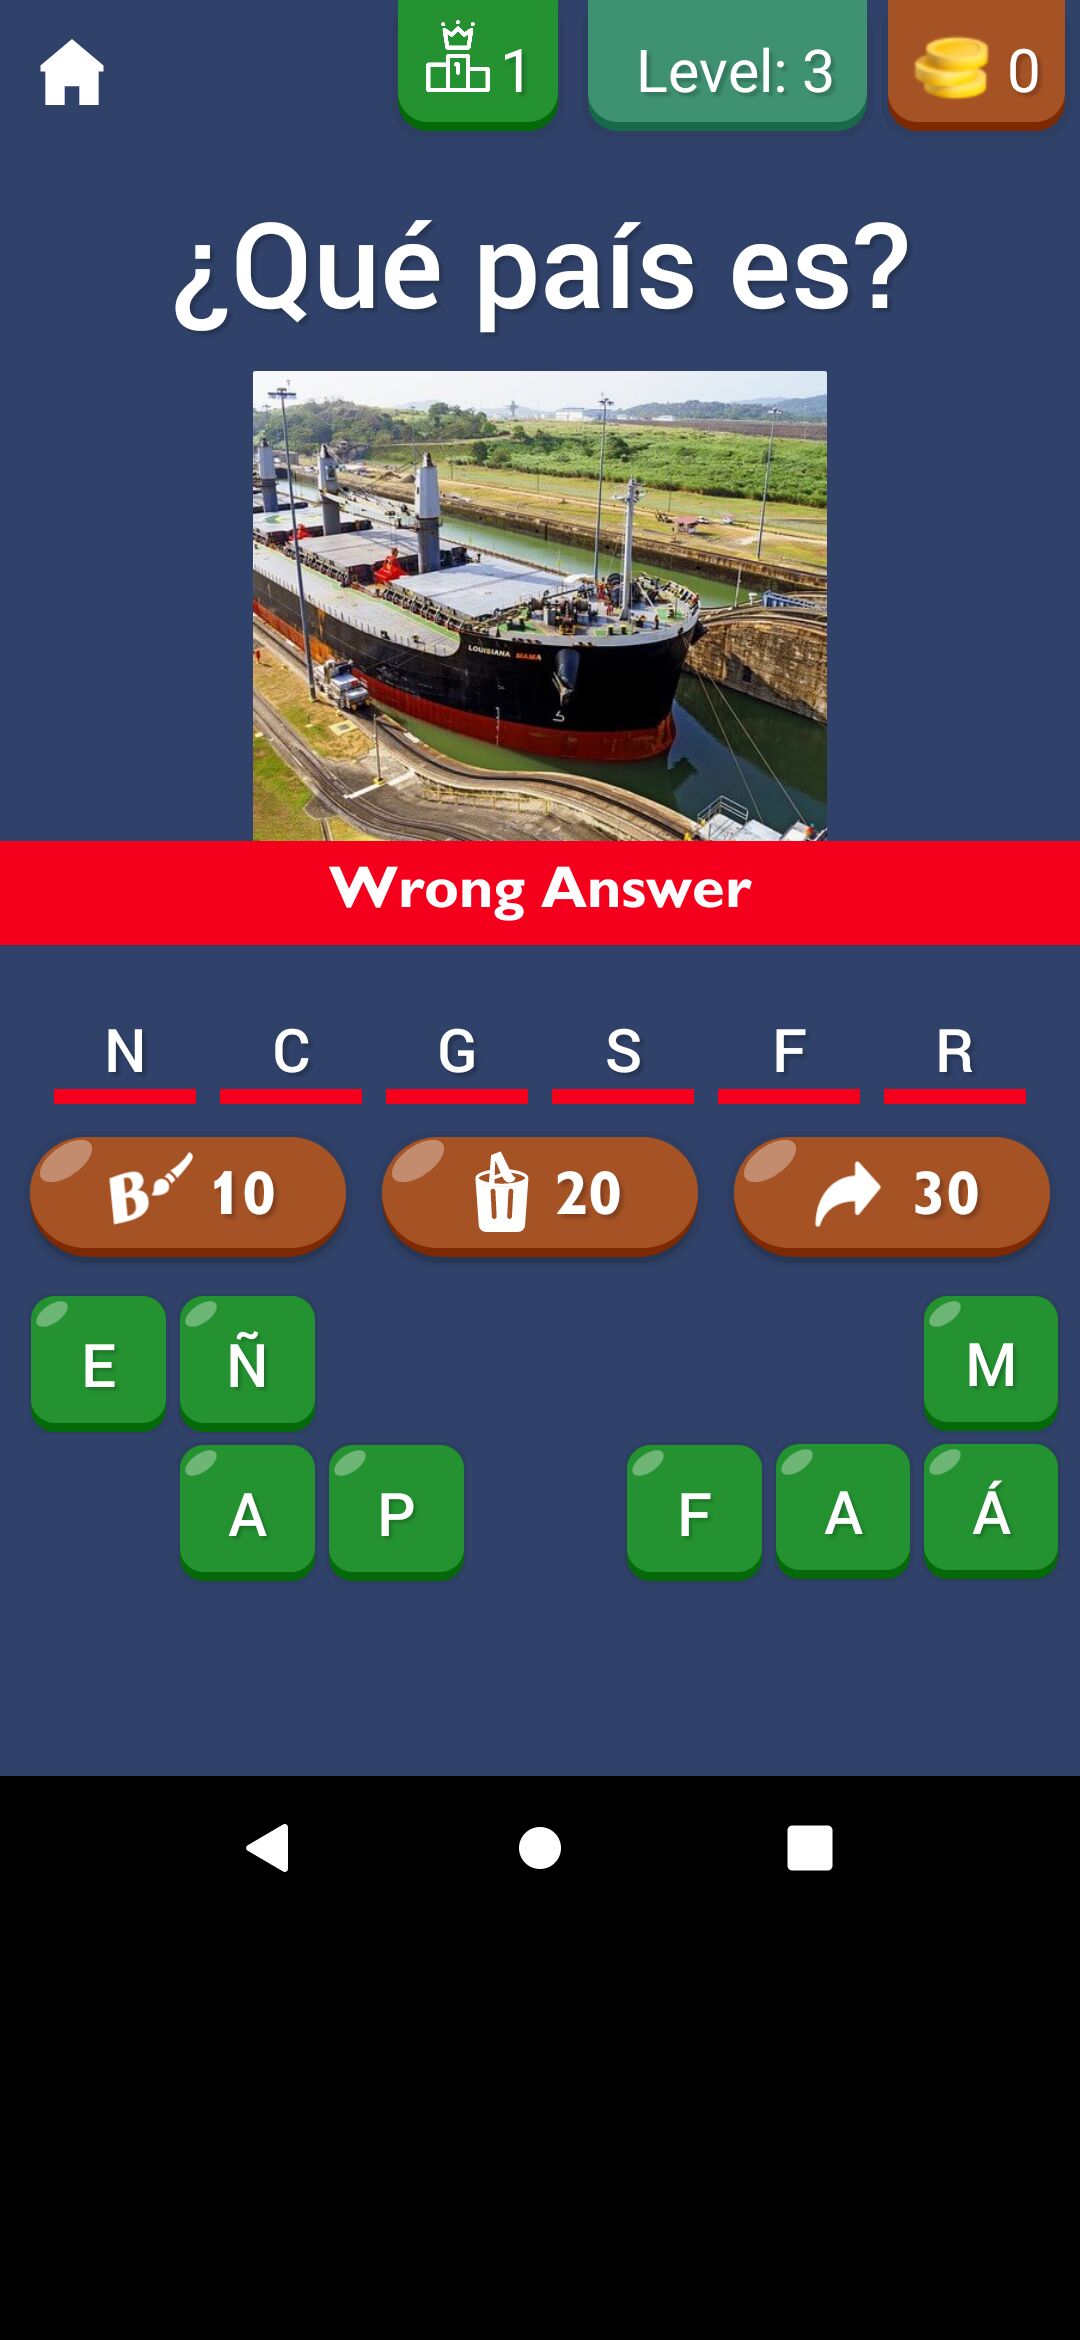 1
Level: 3
0
¿Qué país es?
LOUISIANA MAMA
Wrong Answer
N C G S F R
B 10
20
30
E Ñ M
A P F A Á